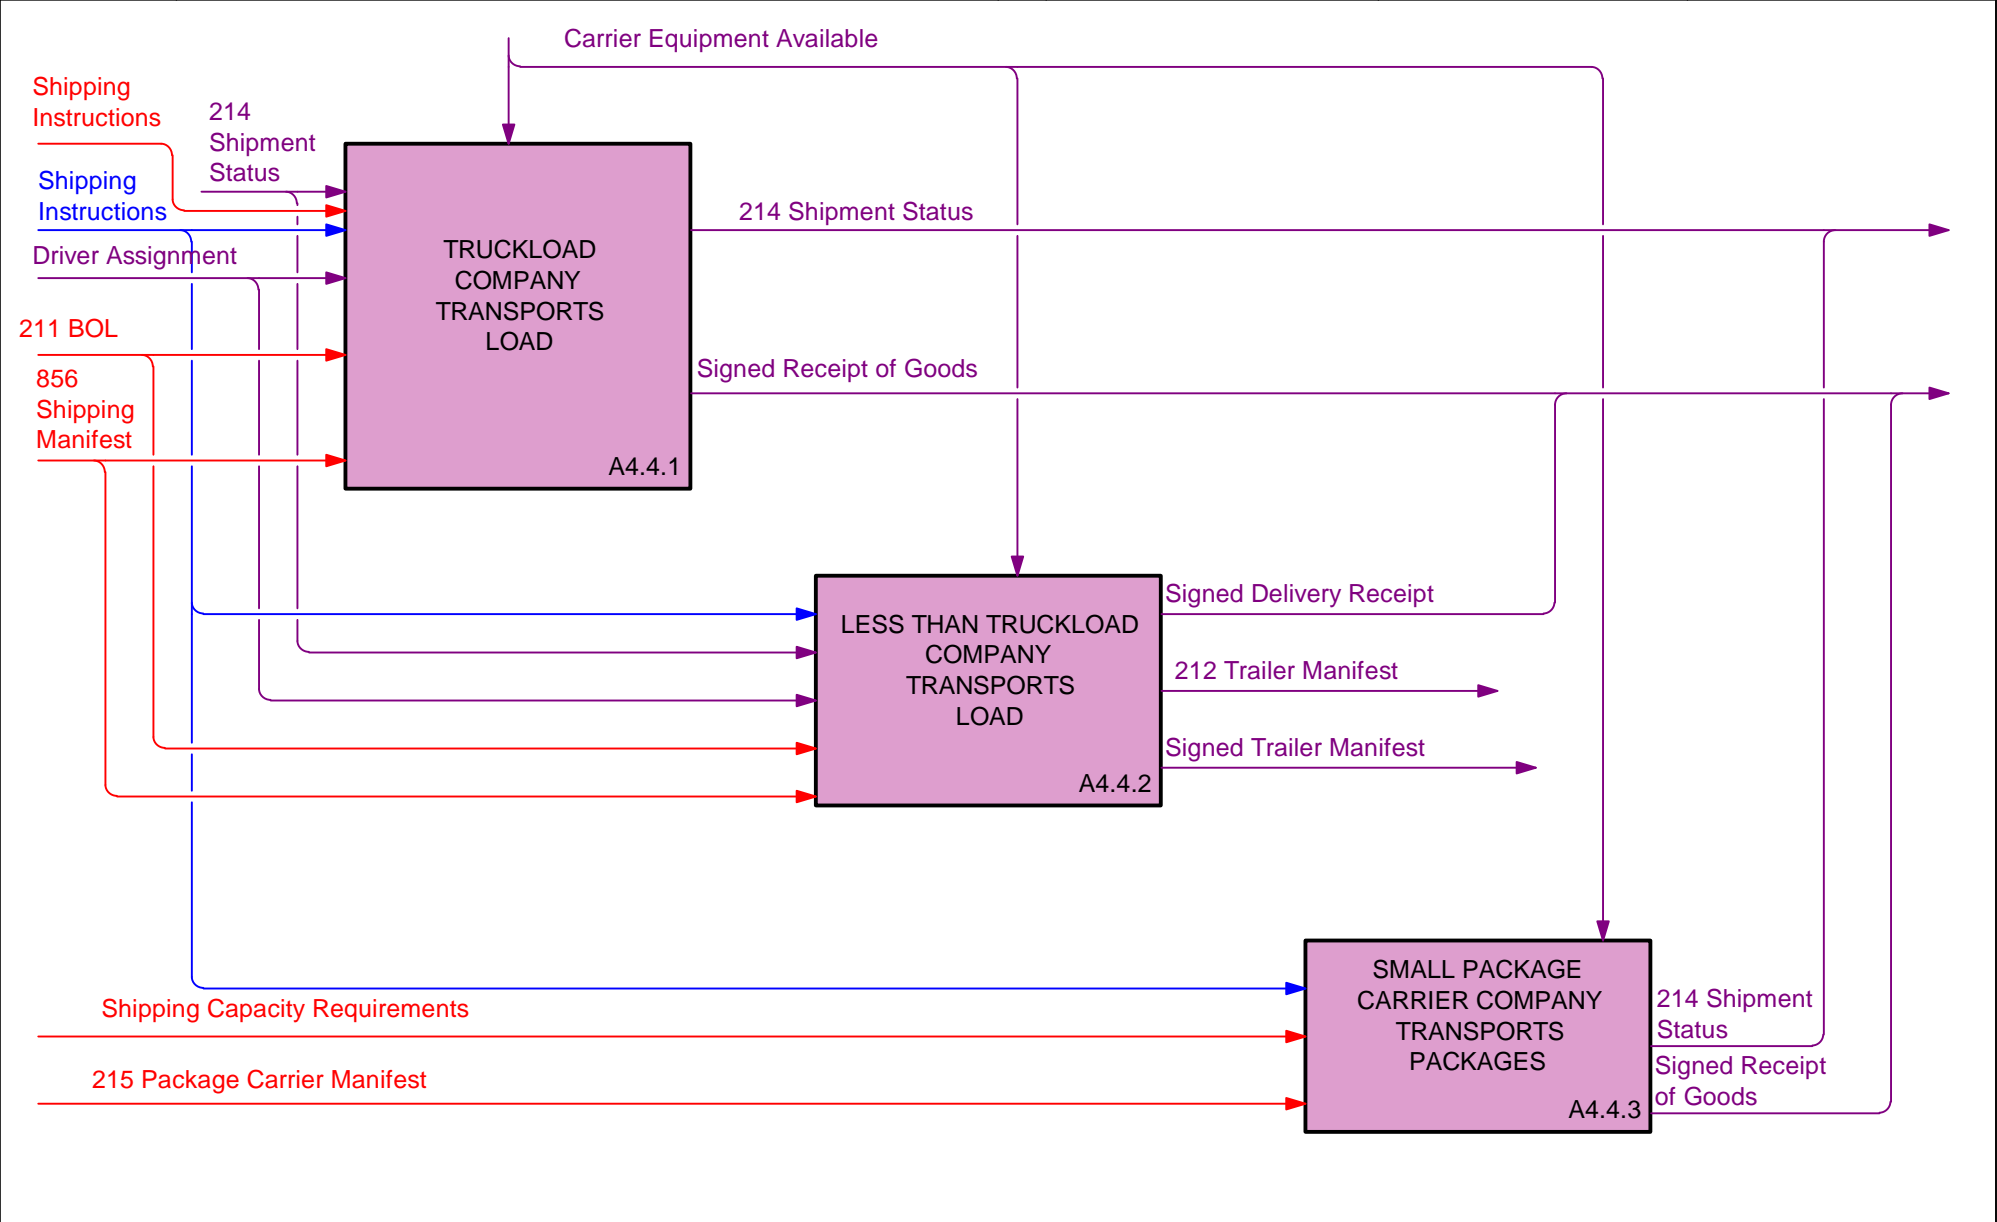 Carrier Equipment Available
Shipping
Instructions
214
Shipment
Status
Shipping
Instructions
Driver Assignment
211 BOL
856
Shipping
Manifest
TRUCKLOAD
COMPANY
TRANSPORTS
LOAD
A4.4.1
214 Shipment Status
Signed Receipt of Goods
LESS THAN TRUCKLOAD
COMPANY
TRANSPORTS
LOAD
A4.4.2
Signed Delivery Receipt
212 Trailer Manifest
Signed Trailer Manifest
Shipping Capacity Requirements
215 Package Carrier Manifest
SMALL PACKAGE
CARRIER COMPANY
TRANSPORTS
PACKAGES
A4.4.3
214 Shipment
Status
Signed Receipt
of Goods